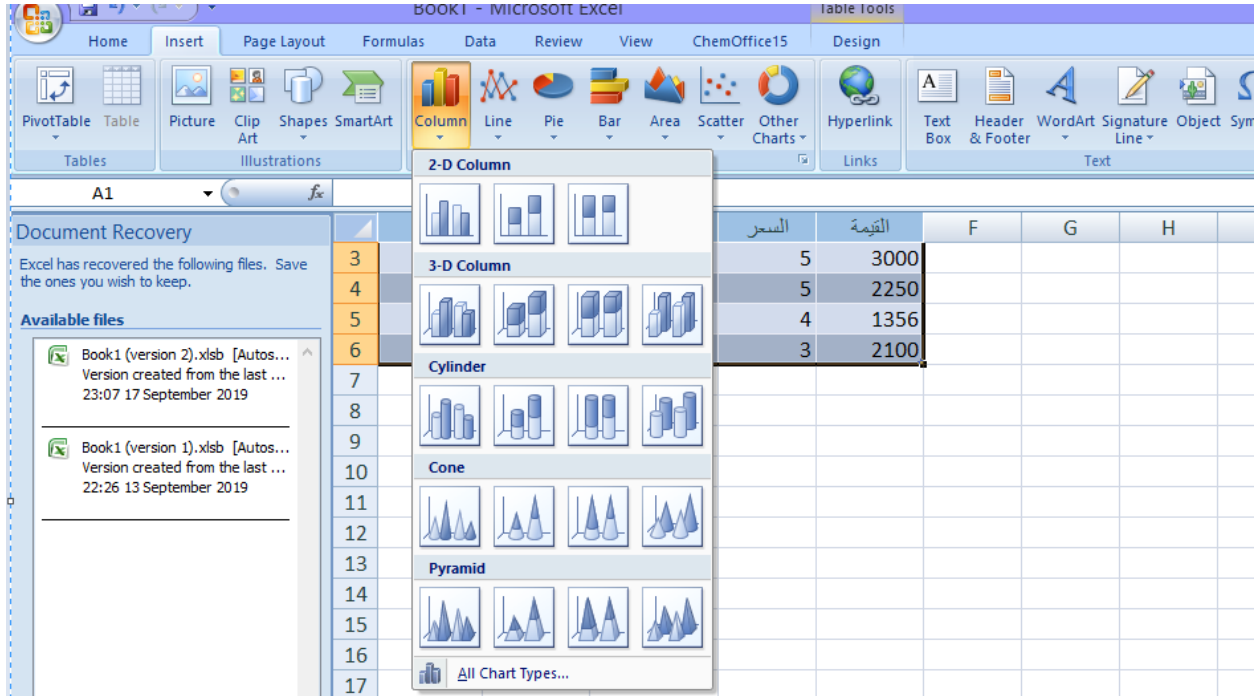 Book1 - Microsoft Excel
Table Tools
Home Insert Page Layout Formulas Data Review View ChemOffice15 Design
PivotTable Table Picture Clip Art Shapes SmartArt Column Line Pie Bar Area Scatter Other Charts Hyperlink Text Box Header & Footer WordArt Signature Line Object
Tables Illustrations Links Text
A1 fx
Document Recovery
Excel has recovered the following files. Save
the ones you wish to keep.
Available files
Book1 (version 2).xlsb [Autos...
Version created from the last ...
23:07 17 September 2019
Book1 (version 1).xlsb [Autos...
Version created from the last ...
22:26 13 September 2019
2-D Column
3-D Column
Cylinder
Cone
Pyramid
All Chart Types...
السعر القيمة F G H
3 5 3000
4 5 2250
5 4 1356
6 3 2100
7
8
9
10
11
12
13
14
15
16
17